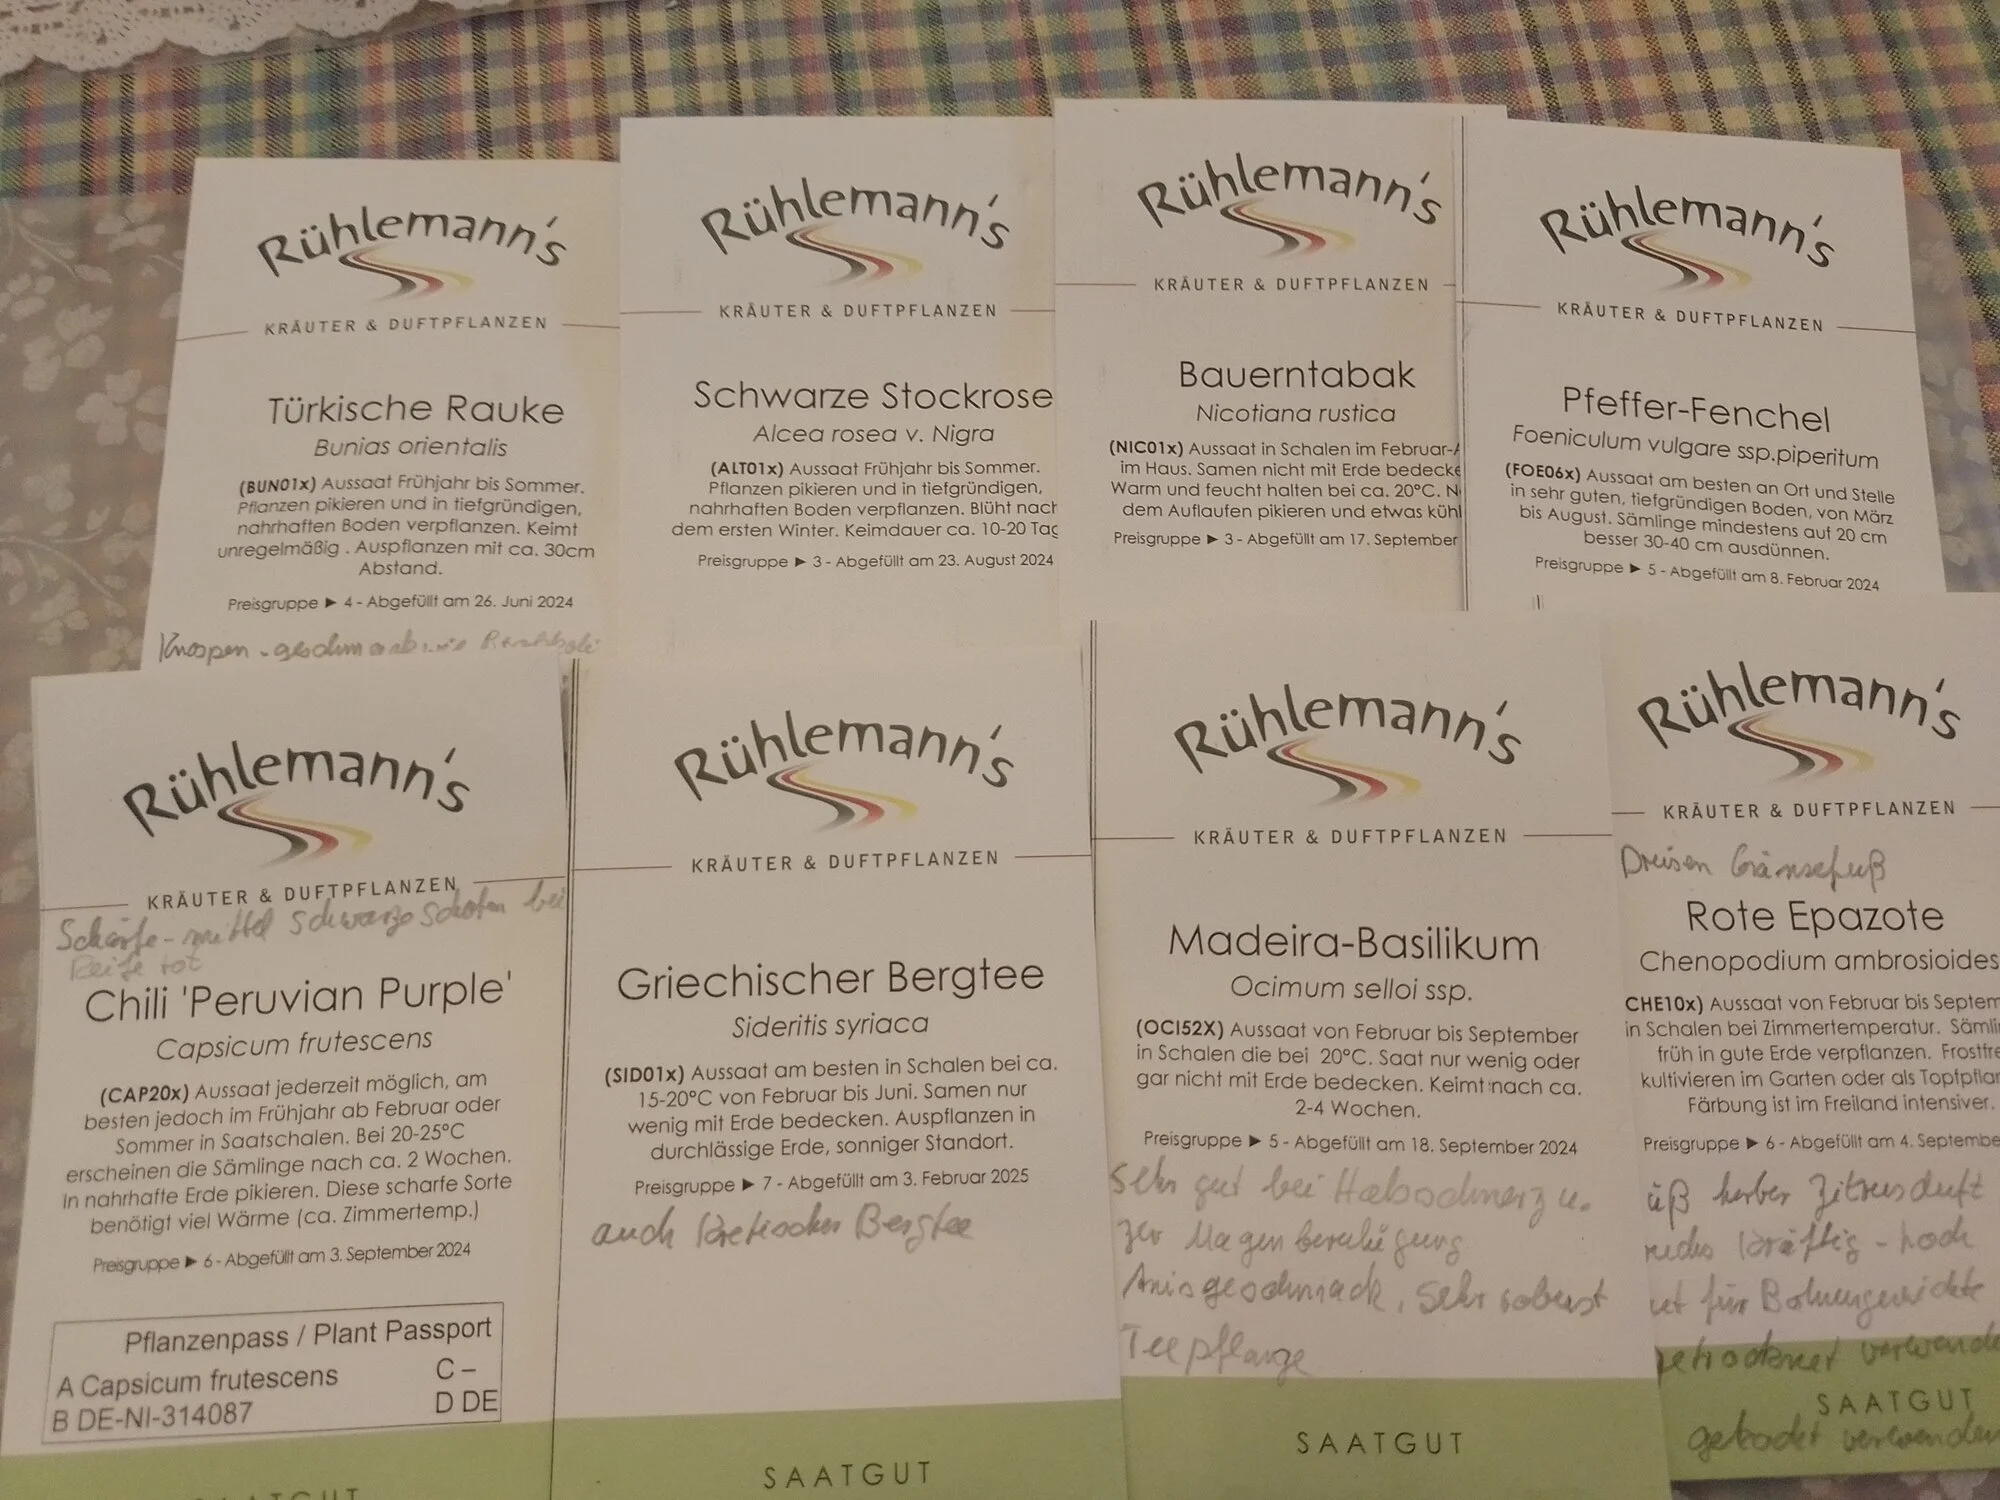 Rühlemann's
KRÄUTER & DUFTPFLANZEN
Türkische Rauke
Bunias orientalis
(BUN01x) Aussaat Frühjahr bis Sommer.
Pflanzen pikieren und in tiefgründigen,
nahrhaften Boden verpflanzen. Keimt
unregelmäßig . Auspflanzen mit ca. 30cm
Abstand.
Preisgruppe ► 4 - Abgefüllt am 26. Juni 2024
Knospen
Rühlemann's
KRÄUTER & DUFTPFLANZEN
Schwarze Stockrose
Alcea rosea v. Nigra
(ALT01x) Aussaat Frühjahr bis Sommer.
Pflanzen pikieren und in tiefgründigen,
nahrhaften Boden verpflanzen. Blüht nach
dem ersten Winter. Keimdauer ca. 10-20 Tag
Preisgruppe ► 3 - Abgefüllt am 23. August 2024
Rühlemann's
KRÄUTER & DUFTPFLANZEN
Bauerntabak
Nicotiana rustica
(NIC01x) Aussaat in Schalen im Februar-A
im Haus. Samen nicht mit Erde bedecke
Warm und feucht halten bei ca. 20°C. N
dem Auflaufen pikieren und etwas kühl
Preisgruppe ► 3 - Abgefüllt am 17. September
Rühlemann's
KRÄUTER & DUFTPFLANZEN
Pfeffer-Fenchel
Foeniculum vulgare ssp.piperitum
(FOE06x) Aussaat am besten an Ort und Stelle
in sehr guten, tiefgründigen Boden, von März
bis August. Sämlinge mindestens auf 20 cm
besser 30-40 cm ausdünnen.
Preisgruppe ► 5 - Abgefüllt am 8. Februar 2024
Rühlemann's
KRÄUTER & DUFTPFLANZEN
Schärfe-mittel Schwarze Schoten bei
Reife rot
Chili 'Peruvian Purple'
Capsicum frutescens
(CAP20x) Aussaat jederzeit möglich, am
besten jedoch im Frühjahr ab Februar oder
Sommer in Saatschalen. Bei 20-25°C
erscheinen die Sämlinge nach ca. 2 Wochen.
In nahrhafte Erde pikieren. Diese scharfe Sorte
benötigt viel Wärme (ca. Zimmertemp.)
Preisgruppe ► 6 - Abgefüllt am 3. September 2024
Pflanzenpass / Plant Passport
A Capsicum frutescens C –
B DE-NI-314087 D DE
SAATGUT
Rühlemann's
KRÄUTER & DUFTPFLANZEN
Griechischer Bergtee
Sideritis syriaca
(SID01x) Aussaat am besten in Schalen bei ca.
15-20°C von Februar bis Juni. Samen nur
wenig mit Erde bedecken. Auspflanzen in
durchlässige Erde, sonniger Standort.
Preisgruppe ► 7 - Abgefüllt am 3. Februar 2025
auch Kretischer Bergtee
SAATGUT
Rühlemann's
KRÄUTER & DUFTPFLANZEN
Madeira-Basilikum
Ocimum selloi ssp.
(OCI52X) Aussaat von Februar bis September
in Schalen die bei 20°C. Saat nur wenig oder
gar nicht mit Erde bedecken. Keimt nach ca.
2-4 Wochen.
Preisgruppe ► 5 - Abgefüllt am 18. September 2024
Sehr gut bei Halsschmerz u.
zur Magenberuhigung
Anisgeschmack, sehr robust
Teepflanze
SAATGUT
Rühlemann's
KRÄUTER & DUFTPFLANZEN
Gänsefuß
Rote Epazote
Chenopodium ambrosioides
CHE10x) Aussaat von Februar bis Septem
in Schalen bei Zimmertemperatur. Sämli
früh in gute Erde verpflanzen. Frostfre
kultivieren im Garten oder als Topfpflan
Färbung ist im Freiland intensiver.
Preisgruppe ► 6 - Abgefüllt am 4. Septembe
üß herber Zitrusduft
kräftig - hoch
für Bohnengerichte
getrocknet verwende
SAATGUT
gekocht verwenden